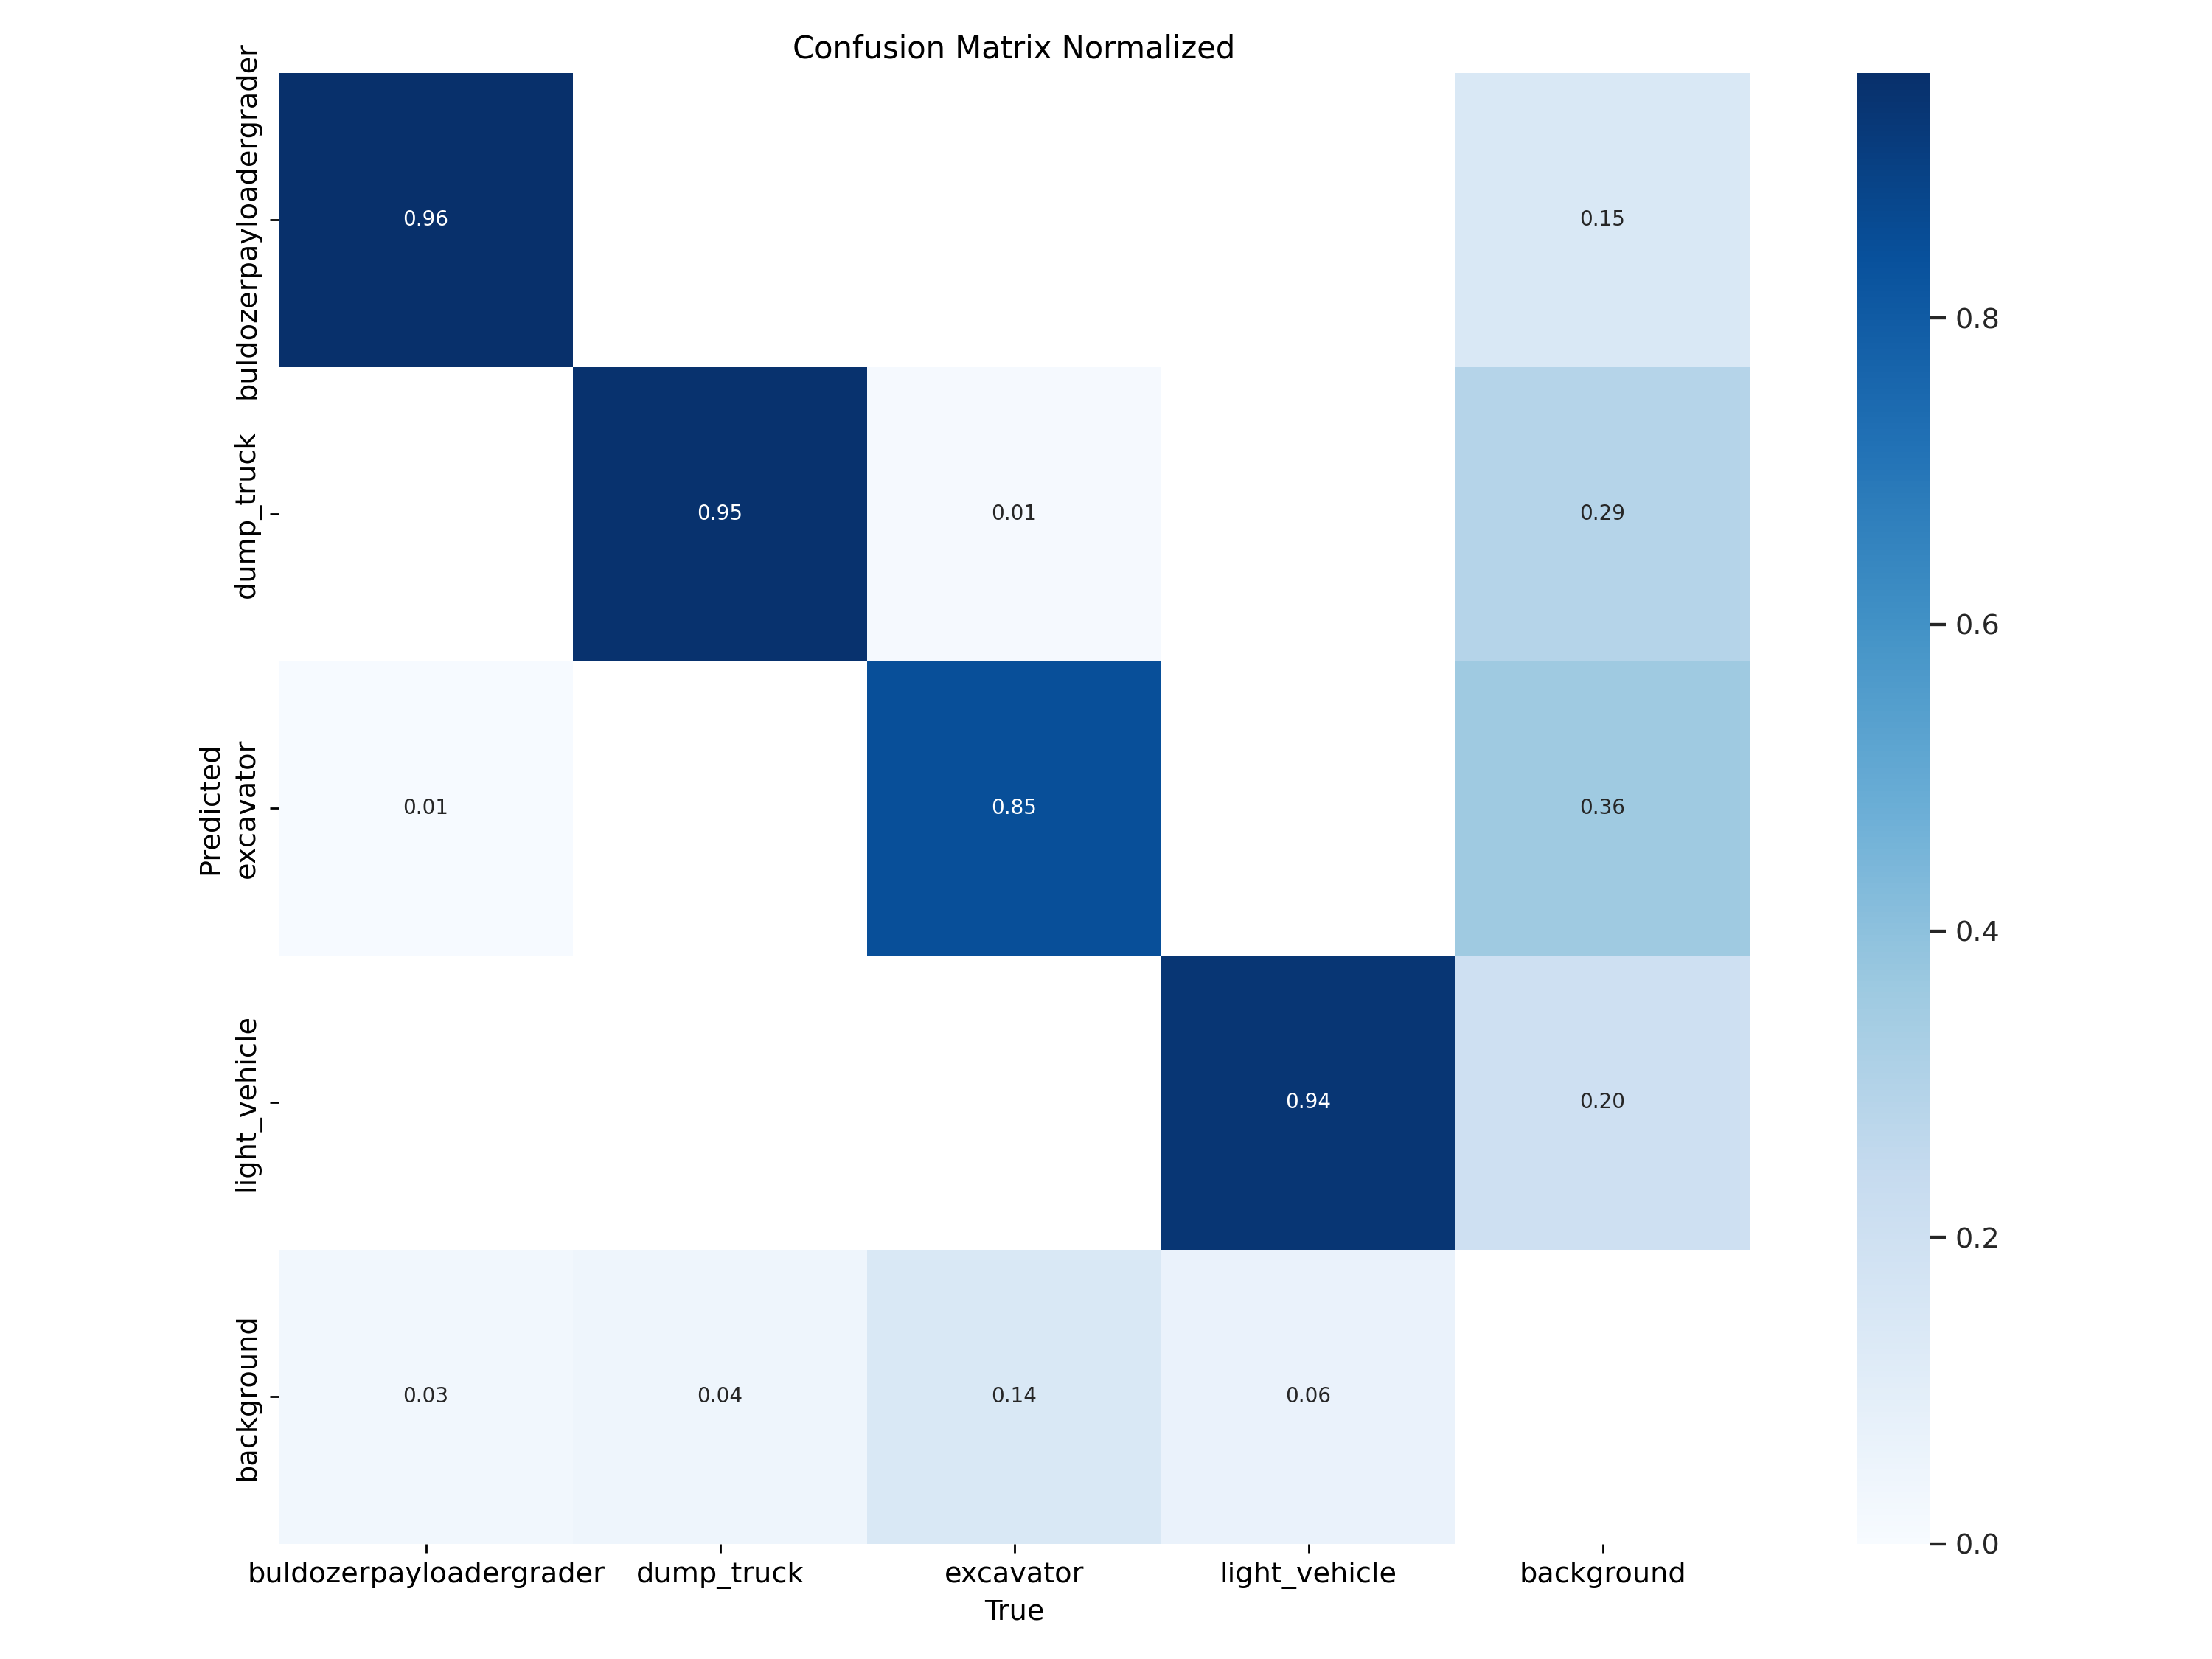 Confusion Matrix Normalized
buldozerpayloadergrader
0.96
0.15
dump_truck
0.95
0.01
0.29
Predicted
excavator
0.01
0.85
0.36
light_vehicle
0.94
0.20
background
0.03
0.04
0.14
0.06
buldozerpayloadergrader
dump_truck
excavator
light_vehicle
background
True
0.8
0.6
0.4
0.2
0.0